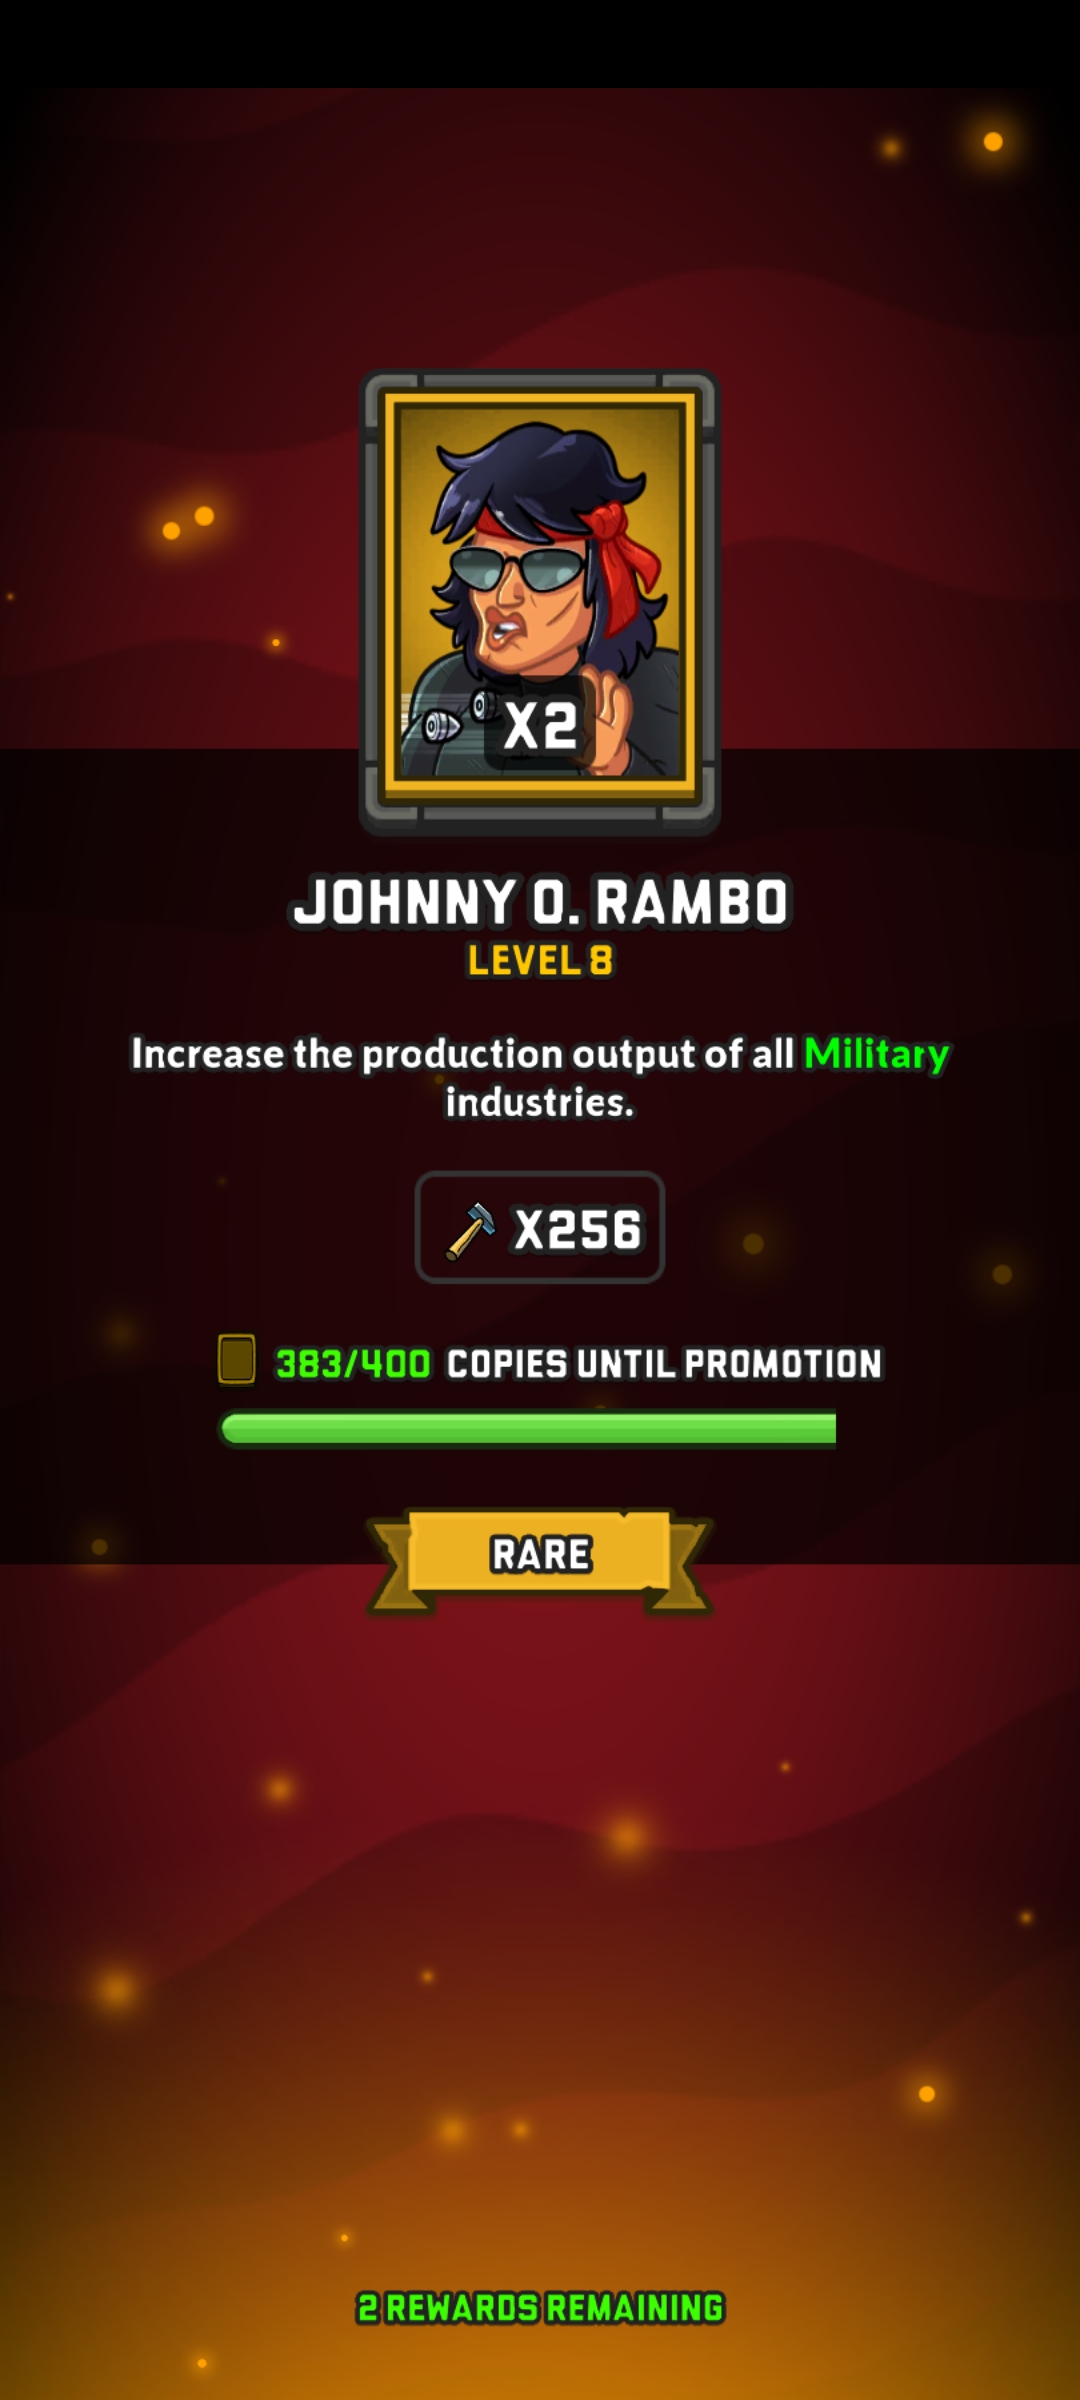 X2
JOHNNY O. RAMBO
LEVEL 8
Increase the production output of all Military
industries.
X256
383/400 COPIES UNTIL PROMOTION
RARE
2 REWARDS REMAINING